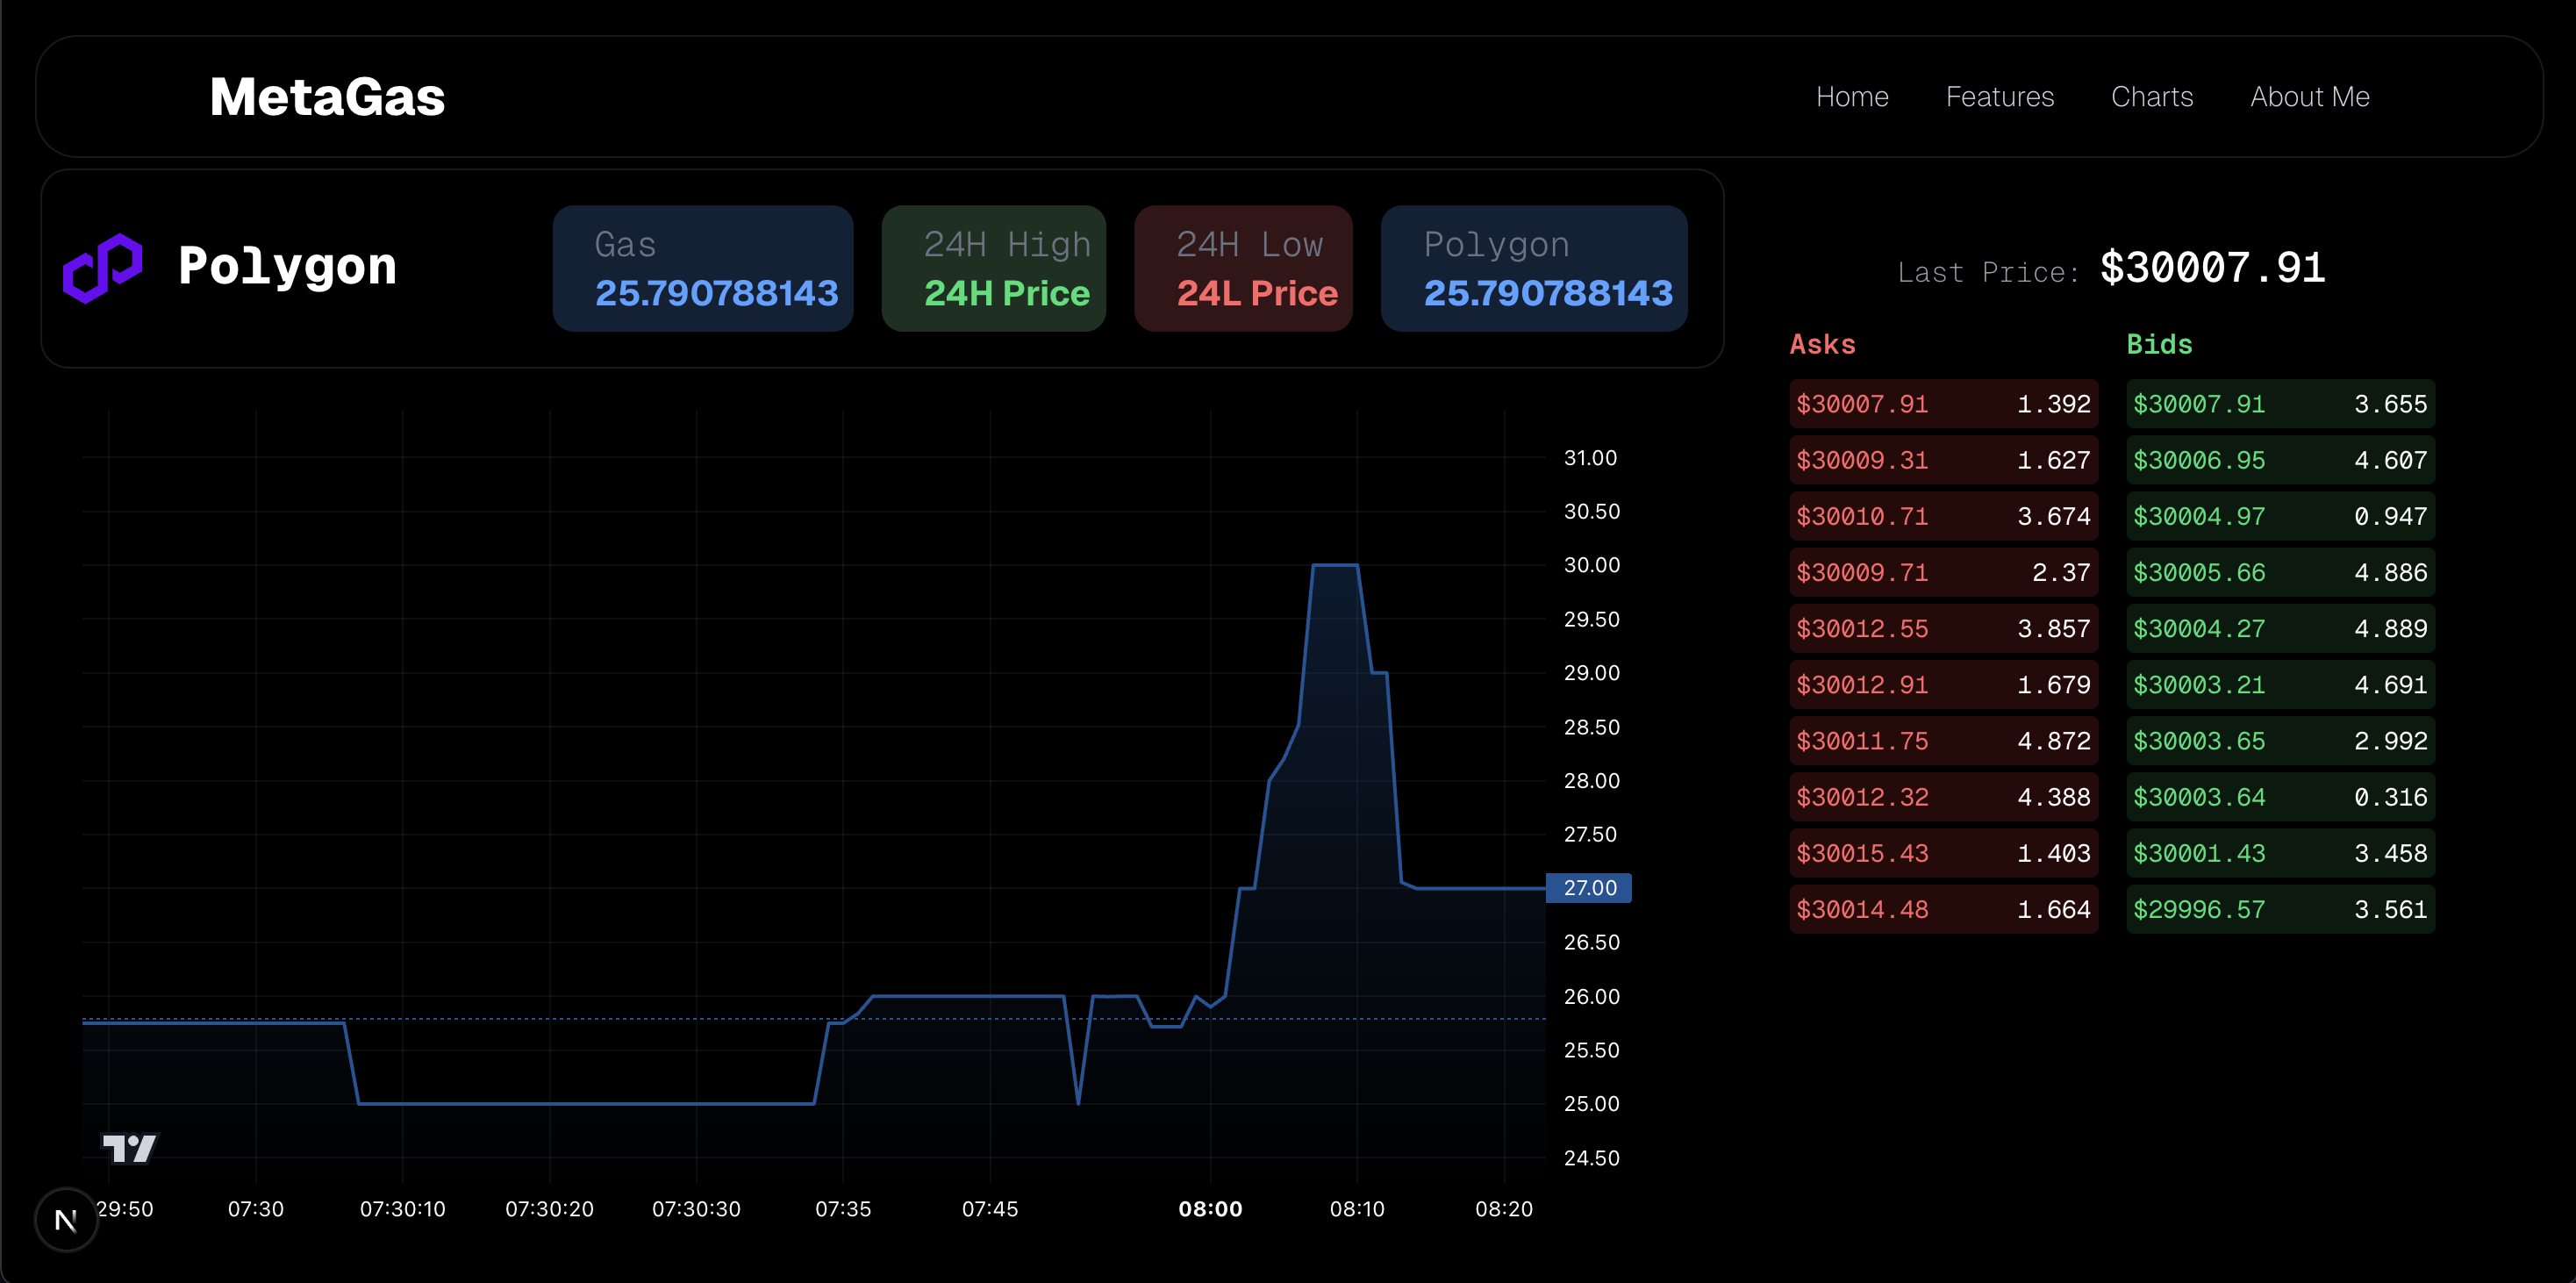 MetaGas
Home Features Charts About Me
Polygon
Gas
25.790788143
24H High
24H Price
24H Low
24L Price
Polygon
25.790788143
Last Price: $30007.91
Asks
$30007.91 1.392
$30009.31 1.627
$30010.71 3.674
$30009.71 2.37
$30012.55 3.857
$30012.91 1.679
$30011.75 4.872
$30012.32 4.388
$30015.43 1.403
$30014.48 1.664
Bids
$30007.91 3.655
$30006.95 4.607
$30004.97 0.947
$30005.66 4.886
$30004.27 4.889
$30003.21 4.691
$30003.65 2.992
$30003.64 0.316
$30001.43 3.458
$29996.57 3.561
31.00
30.50
30.00
29.50
29.00
28.50
28.00
27.50
27.00
26.50
26.00
25.50
25.00
24.50
29:50 07:30 07:30:10 07:30:20 07:30:30 07:35 07:45 08:00 08:10 08:20
N